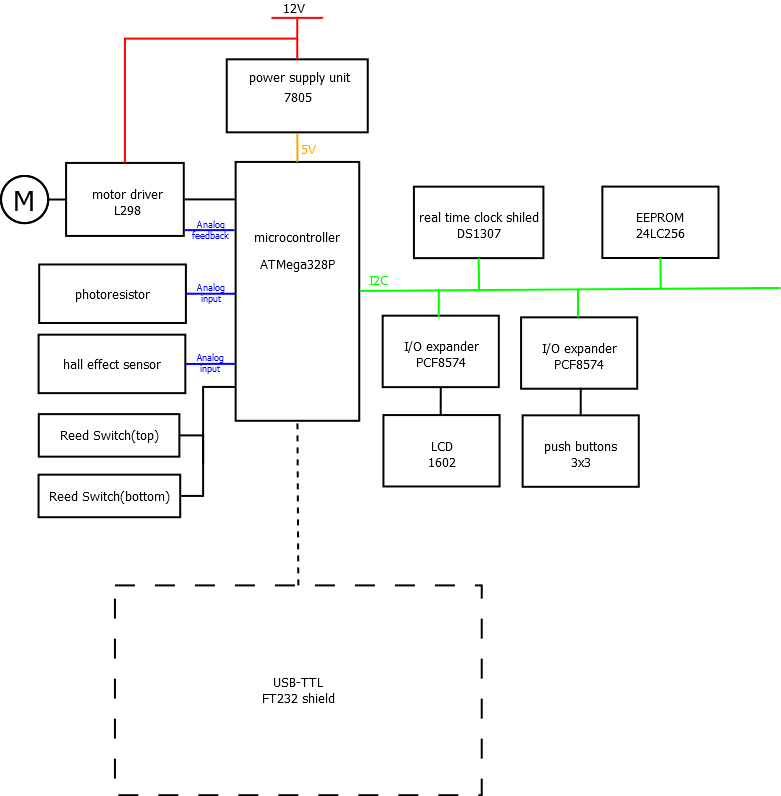 12V
power supply unit
7805
5V
M
motor driver
L298
Analog
feedback
microcontroller
ATMega328P
real time clock shiled
DS1307
EEPROM
24LC256
I2C
photoresistor
Analog
input
I/O expander
PCF8574
I/O expander
PCF8574
hall effect sensor
Analog
input
Reed Switch(top)
LCD
1602
push buttons
3x3
Reed Switch(bottom)
USB-TTL
FT232 shield